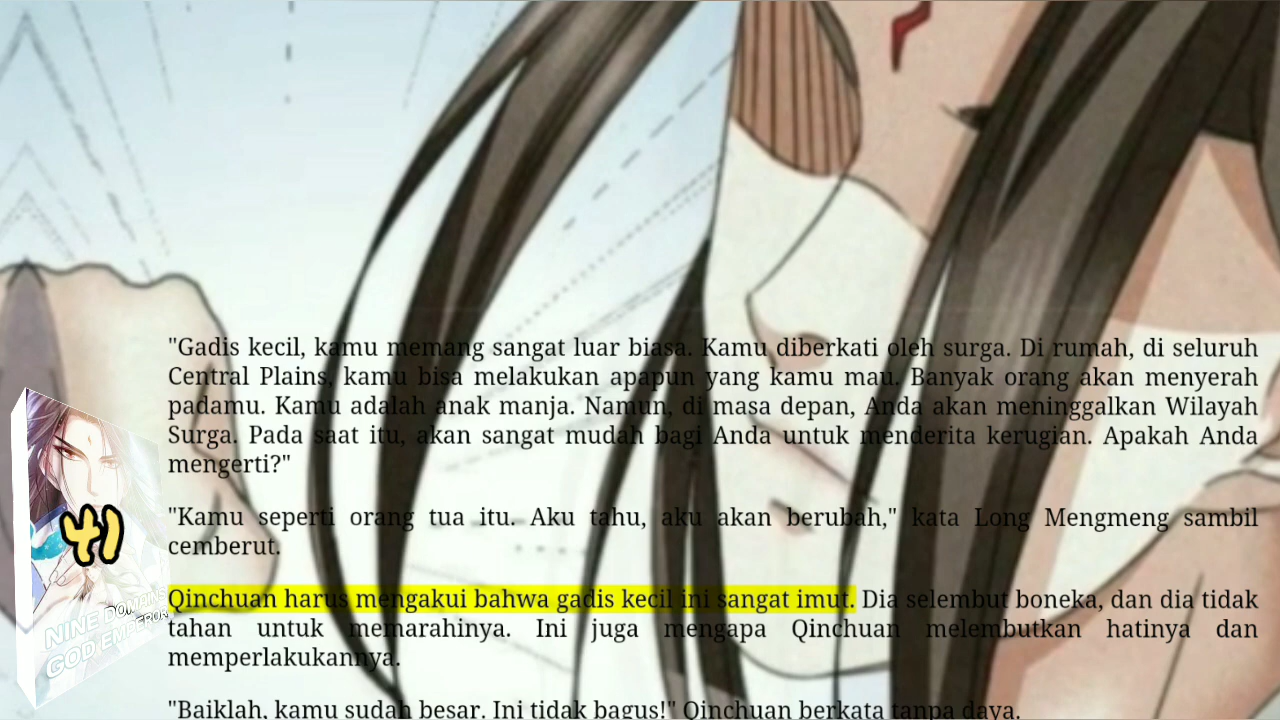 "Gadis kecil, kamu memang sangat luar biasa. Kamu diberkati oleh surga. Di rumah, di seluruh
Central Plains, kamu bisa melakukan apapun yang kamu mau. Banyak orang akan menyerah
padamu. Kamu adalah anak manja. Namun, di masa depan, Anda akan meninggalkan Wilayah
Surga. Pada saat itu, akan sangat mudah bagi Anda untuk menderita kerugian. Apakah Anda
mengerti?"
"Kamu seperti orang tua itu. Aku tahu, aku akan berubah," kata Long Mengmeng sambil
cemberut.
Qinchuan harus mengakui bahwa gadis kecil ini sangat imut. Dia selembut boneka, dan dia tidak
tahan untuk memarahinya. Ini juga mengapa Qinchuan melembutkan hatinya dan
memperlakukannya.
"Baiklah, kamu sudah besar. Ini tidak bagus!" Qinchuan berkata tanpa daya.
41
NINE DOMAINS
GOD EMPEROR